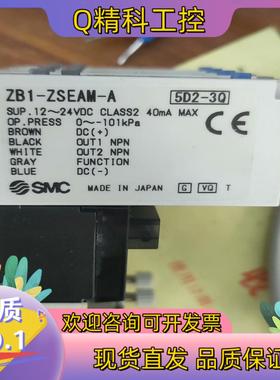 Q精科工控
ZB1-ZSEAM-A
5D2-3Q
SUP.12～24VDC CLASS2 40mA MAX
OP.PRESS 0～-101kPa
BROWN DC(+)
BLACK OUT1 NPN
WHITE OUT2 NPN
GRAY FUNCTION
BLUE DC(-)
SMC
MADE IN JAPAN
G VQ T
质
O.1
欢迎咨询可开发票
现货直发 品质保证